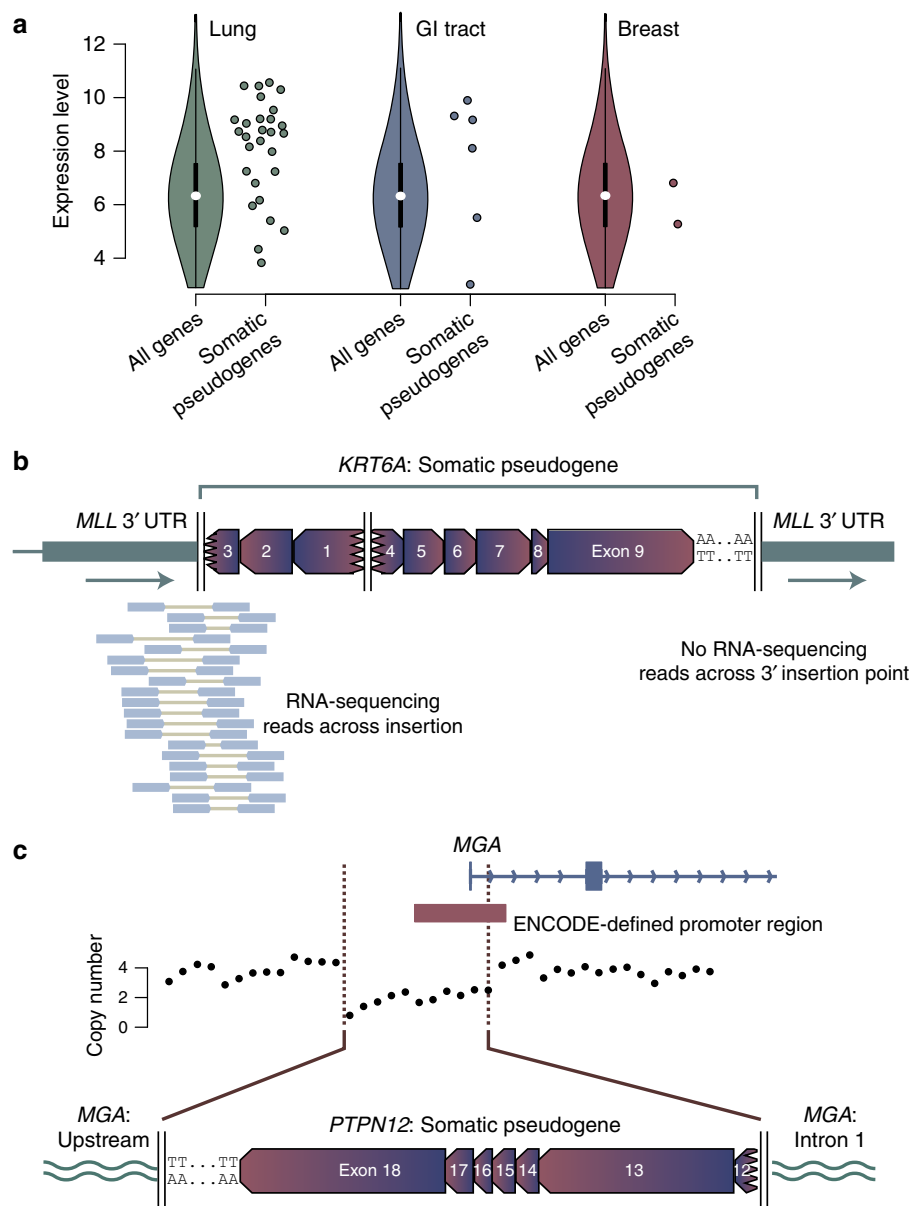 a
Lung
GI tract
Breast
Expression level
12
10
8
6
4
All genes
Somatic
pseudogenes
All genes
Somatic
pseudogenes
All genes
Somatic
pseudogenes
b
KRT6A: Somatic pseudogene
MLL 3′ UTR
MLL 3′ UTR
3
2
1
4
5
6
7
8
Exon 9
AA..AA
TT..TT
RNA-sequencing
reads across insertion
No RNA-sequencing
reads across 3′ insertion point
c
MGA
ENCODE-defined promoter region
Copy number
4
2
0
MGA:
Upstream
PTPN12: Somatic pseudogene
MGA:
Intron 1
TT...TT
AA...AA
Exon 18
17
16
15
14
13
12